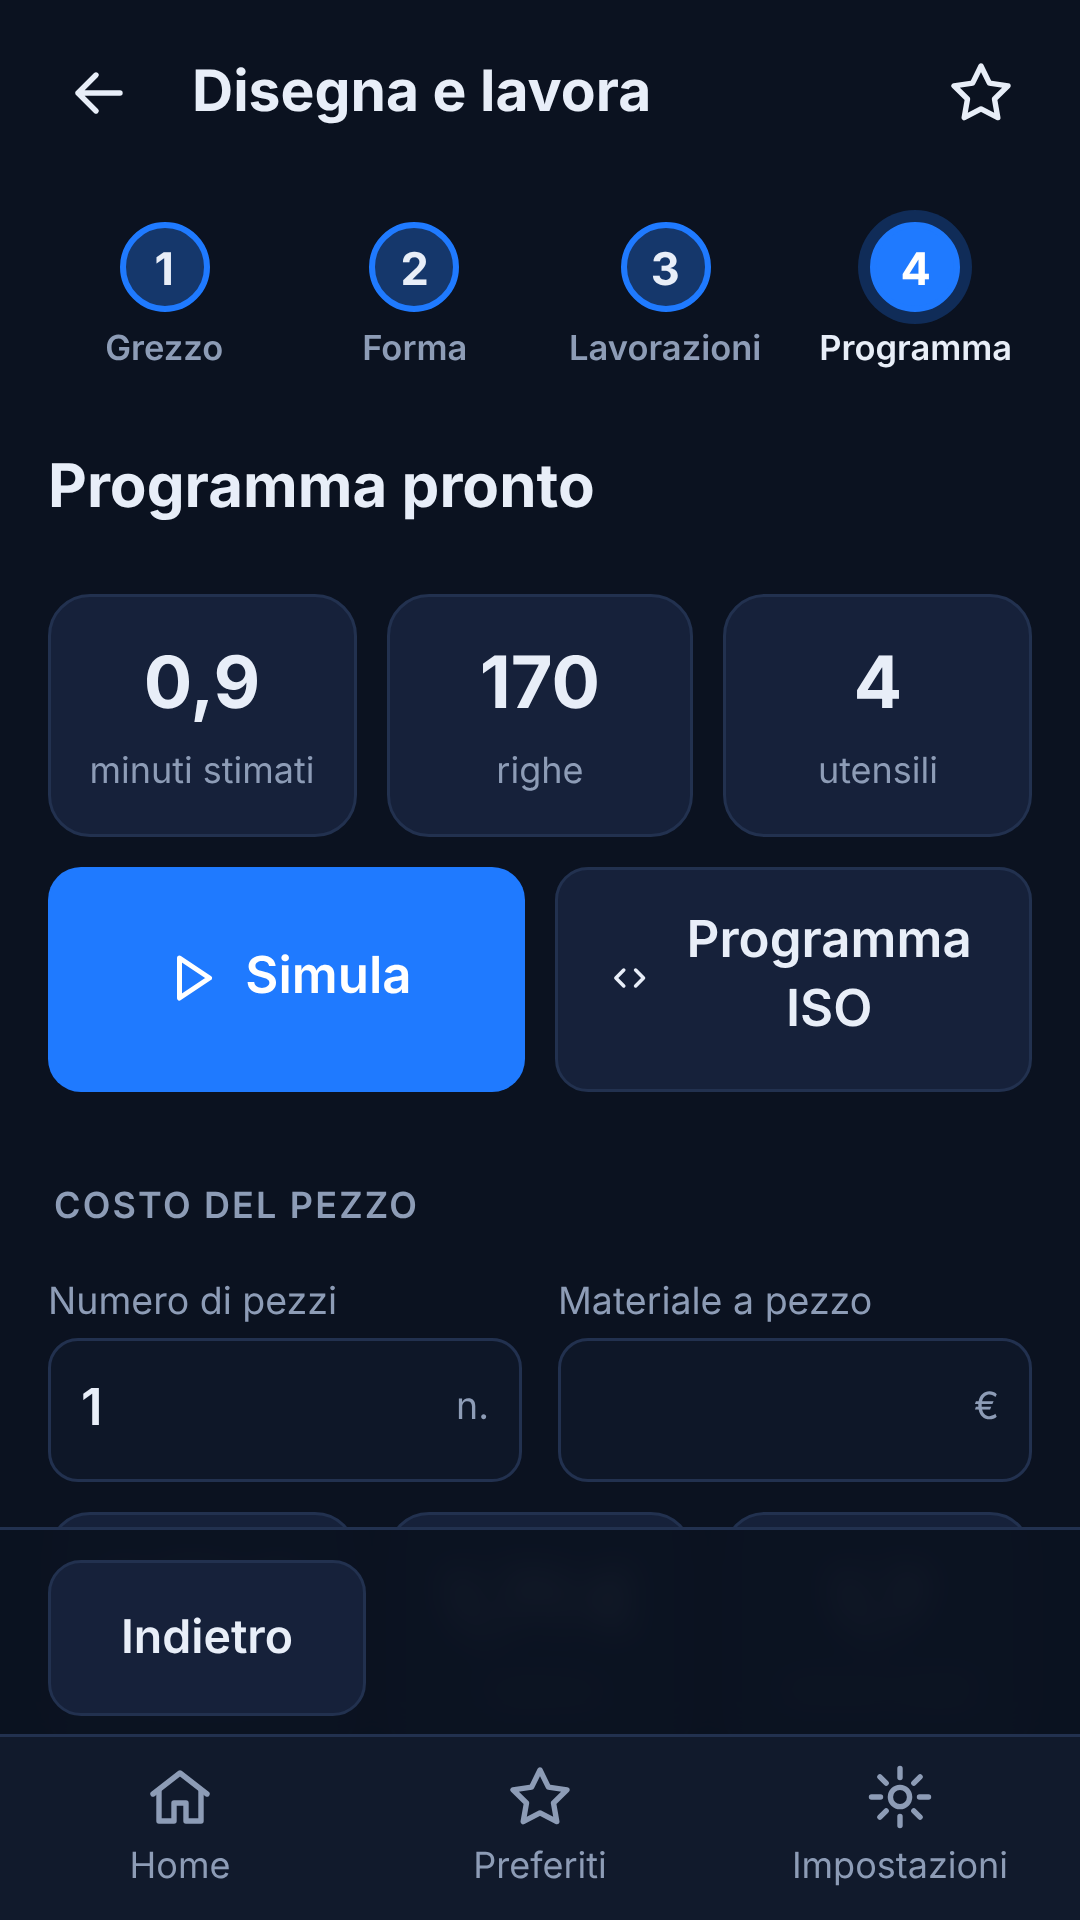 Disegna e lavora
1 2 3 4
Grezzo Forma Lavorazioni Programma
Programma pronto
0,9 170 4
minuti stimati righe utensili
Simula
Programma
ISO
COSTO DEL PEZZO
Numero di pezzi Materiale a pezzo
1 n. €
Indietro
Home Preferiti Impostazioni